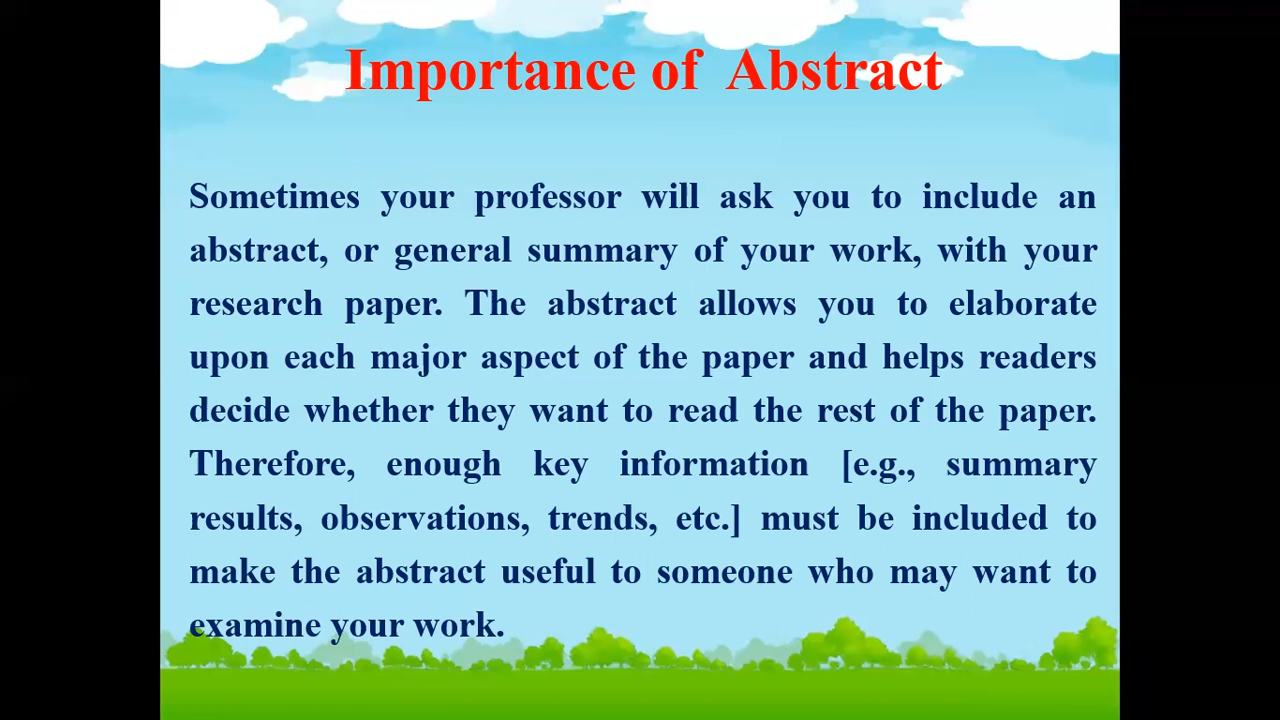 Importance of Abstract
Sometimes your professor will ask you to include an
abstract, or general summary of your work, with your
research paper. The abstract allows you to elaborate
upon each major aspect of the paper and helps readers
decide whether they want to read the rest of the paper.
Therefore, enough key information [e.g., summary
results, observations, trends, etc.] must be included to
make the abstract useful to someone who may want to
examine your work.